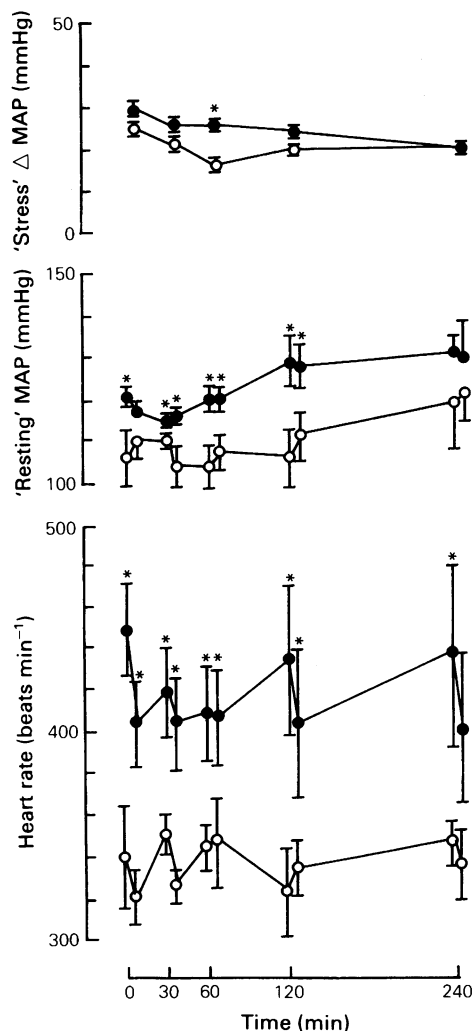 50
0
'Stress' △ MAP (mmHg)
*
150
100
'Resting' MAP (mmHg)
* * * * * * *
500
400
300
Heart rate (beats min⁻¹)
* * * * * * * * *
0 30 60 120 240
Time (min)